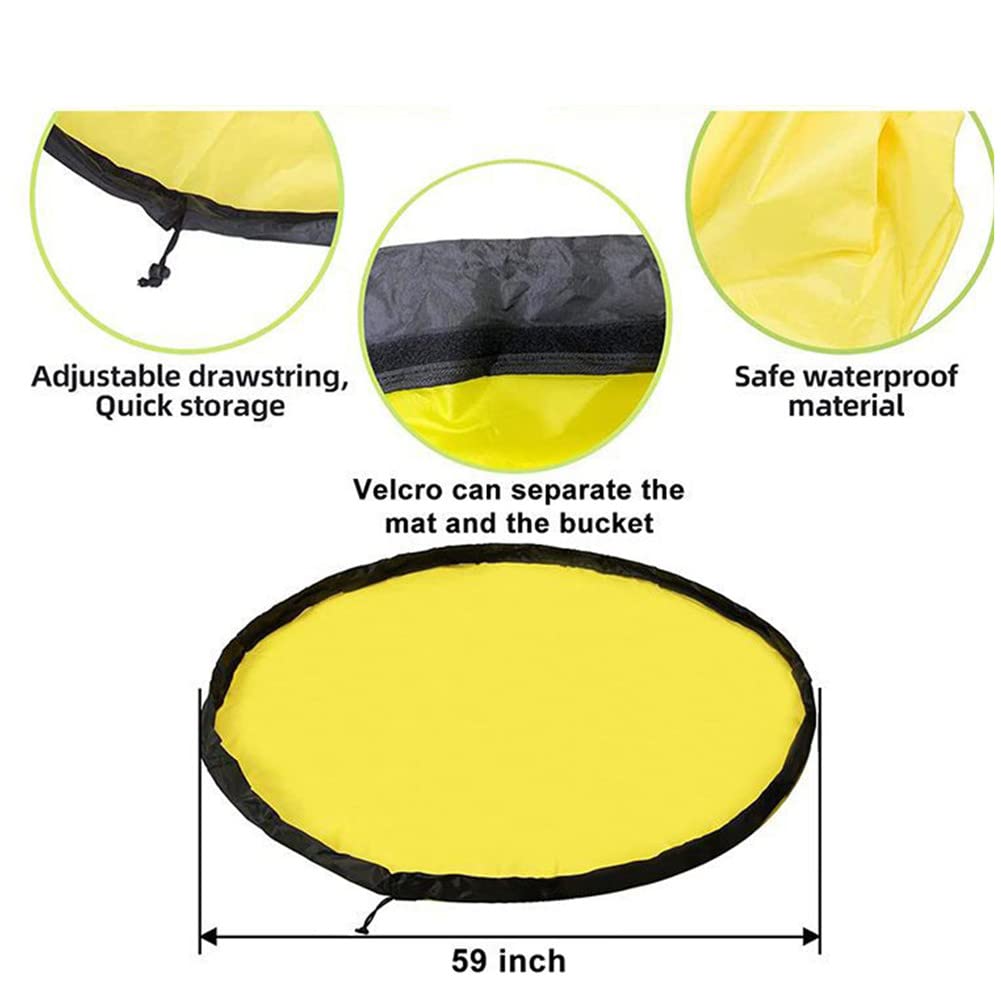 Adjustable drawstring,
Quick storage
Velcro can separate the
mat and the bucket
Safe waterproof
material
59 inch